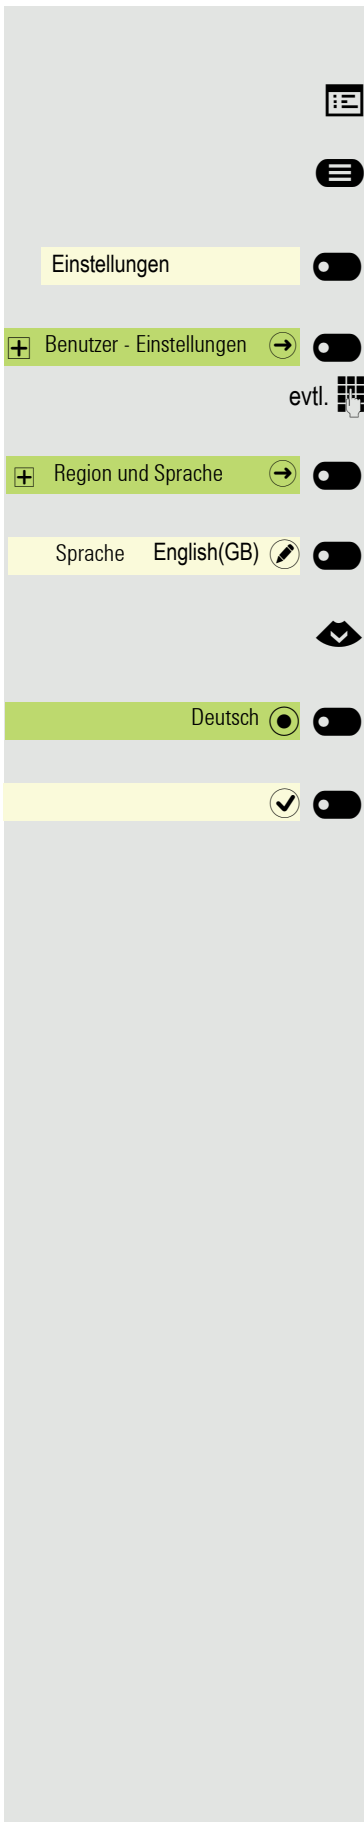 Einstellungen
Benutzer - Einstellungen
evtl.
Region und Sprache
Sprache English(GB)
Deutsch